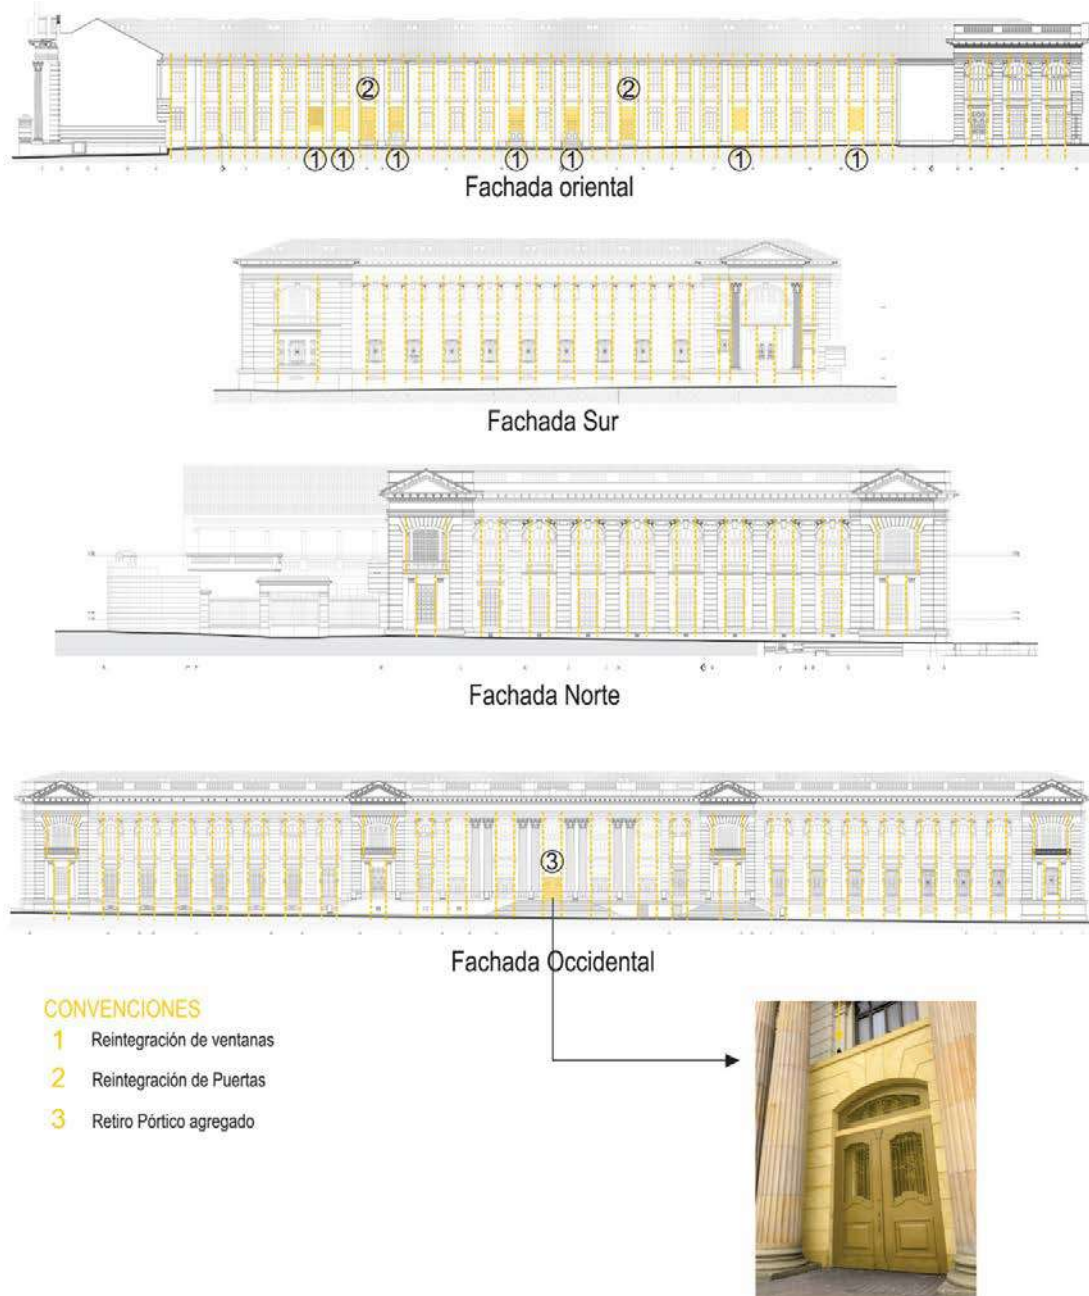 2
2
1
1
1
1
1
1
1
Fachada oriental
Fachada Sur
Fachada Norte
3
Fachada Occidental
CONVENCIONES
1 Reintegración de ventanas
2 Reintegración de Puertas
3 Retiro Pórtico agregado